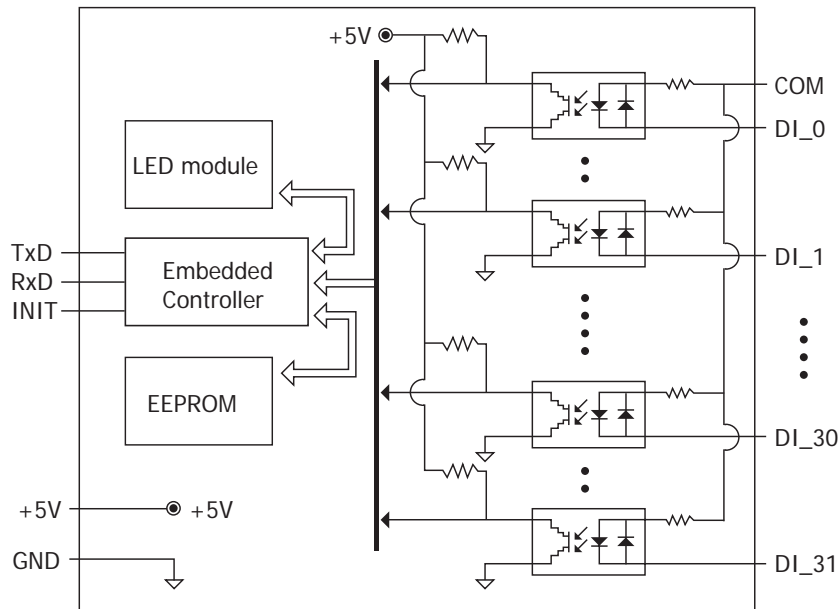 +5V
COM
DI_0
LED module
DI_1
TxD
RxD
INIT
Embedded
Controller
EEPROM
DI_30
+5V
+5V
GND
DI_31